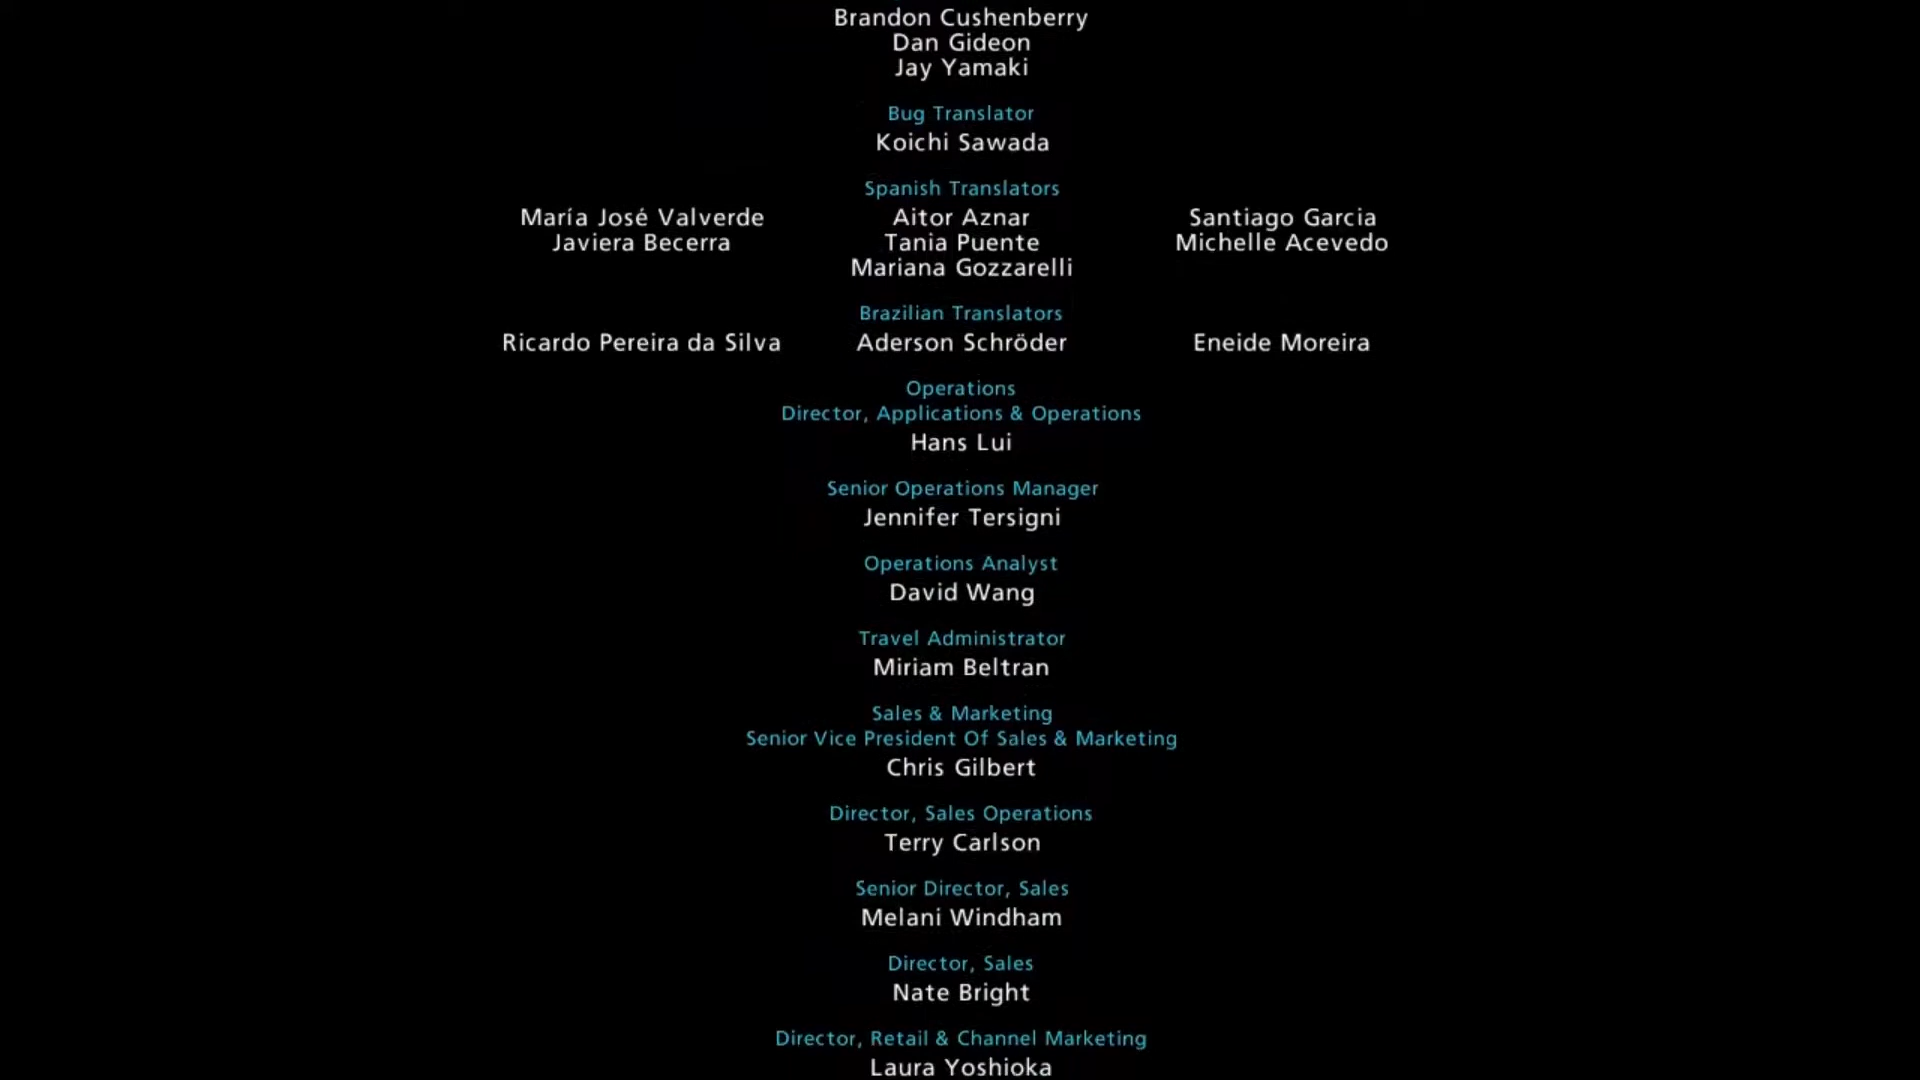 Brandon Cushenberry
Dan Gideon
Jay Yamaki
Bug Translator
Koichi Sawada
Spanish Translators
María José Valverde Aitor Aznar Santiago Garcia
Javiera Becerra Tania Puente Michelle Acevedo
Mariana Gozzarelli
Brazilian Translators
Ricardo Pereira da Silva Aderson Schröder Eneide Moreira
Operations
Director, Applications & Operations
Hans Lui
Senior Operations Manager
Jennifer Tersigni
Operations Analyst
David Wang
Travel Administrator
Miriam Beltran
Sales & Marketing
Senior Vice President Of Sales & Marketing
Chris Gilbert
Director, Sales Operations
Terry Carlson
Senior Director, Sales
Melani Windham
Director, Sales
Nate Bright
Director, Retail & Channel Marketing
Laura Yoshioka